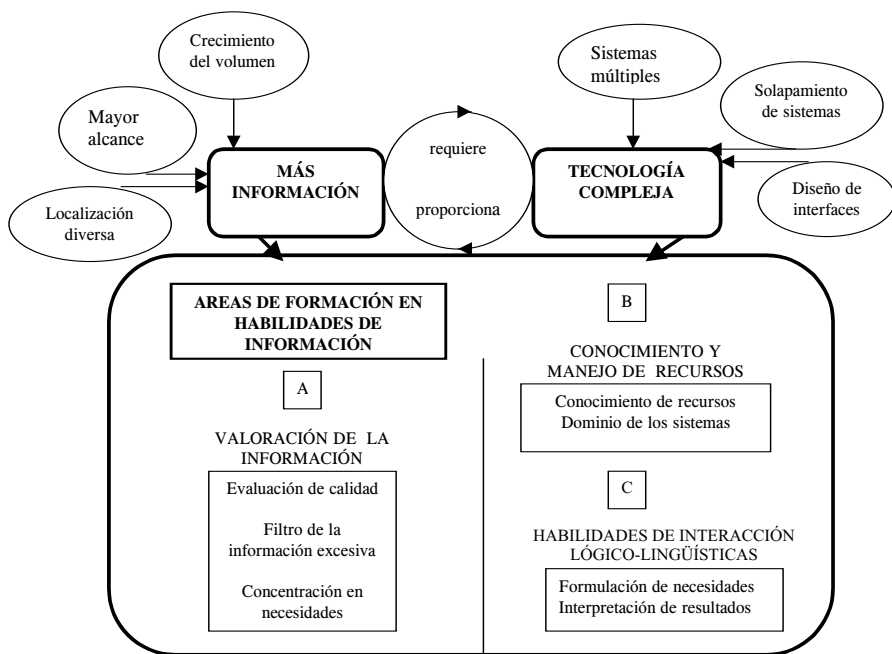 Crecimiento
del volumen
Sistemas
múltiples
Solapamiento
de sistemas
Mayor
alcance
requiere
MÁS
INFORMACIÓN
TECNOLOGÍA
COMPLEJA
proporciona
Localización
diversa
Diseño de
interfaces
AREAS DE FORMACIÓN EN
HABILIDADES DE
INFORMACIÓN
A
VALORACIÓN DE LA
INFORMACIÓN
Evaluación de calidad
Filtro de la
información excesiva
Concentración en
necesidades
B
CONOCIMIENTO Y
MANEJO DE RECURSOS
Conocimiento de recursos
Dominio de los sistemas
C
HABILIDADES DE INTERACCIÓN
LÓGICO-LINGÜÍSTICAS
Formulación de necesidades
Interpretación de resultados